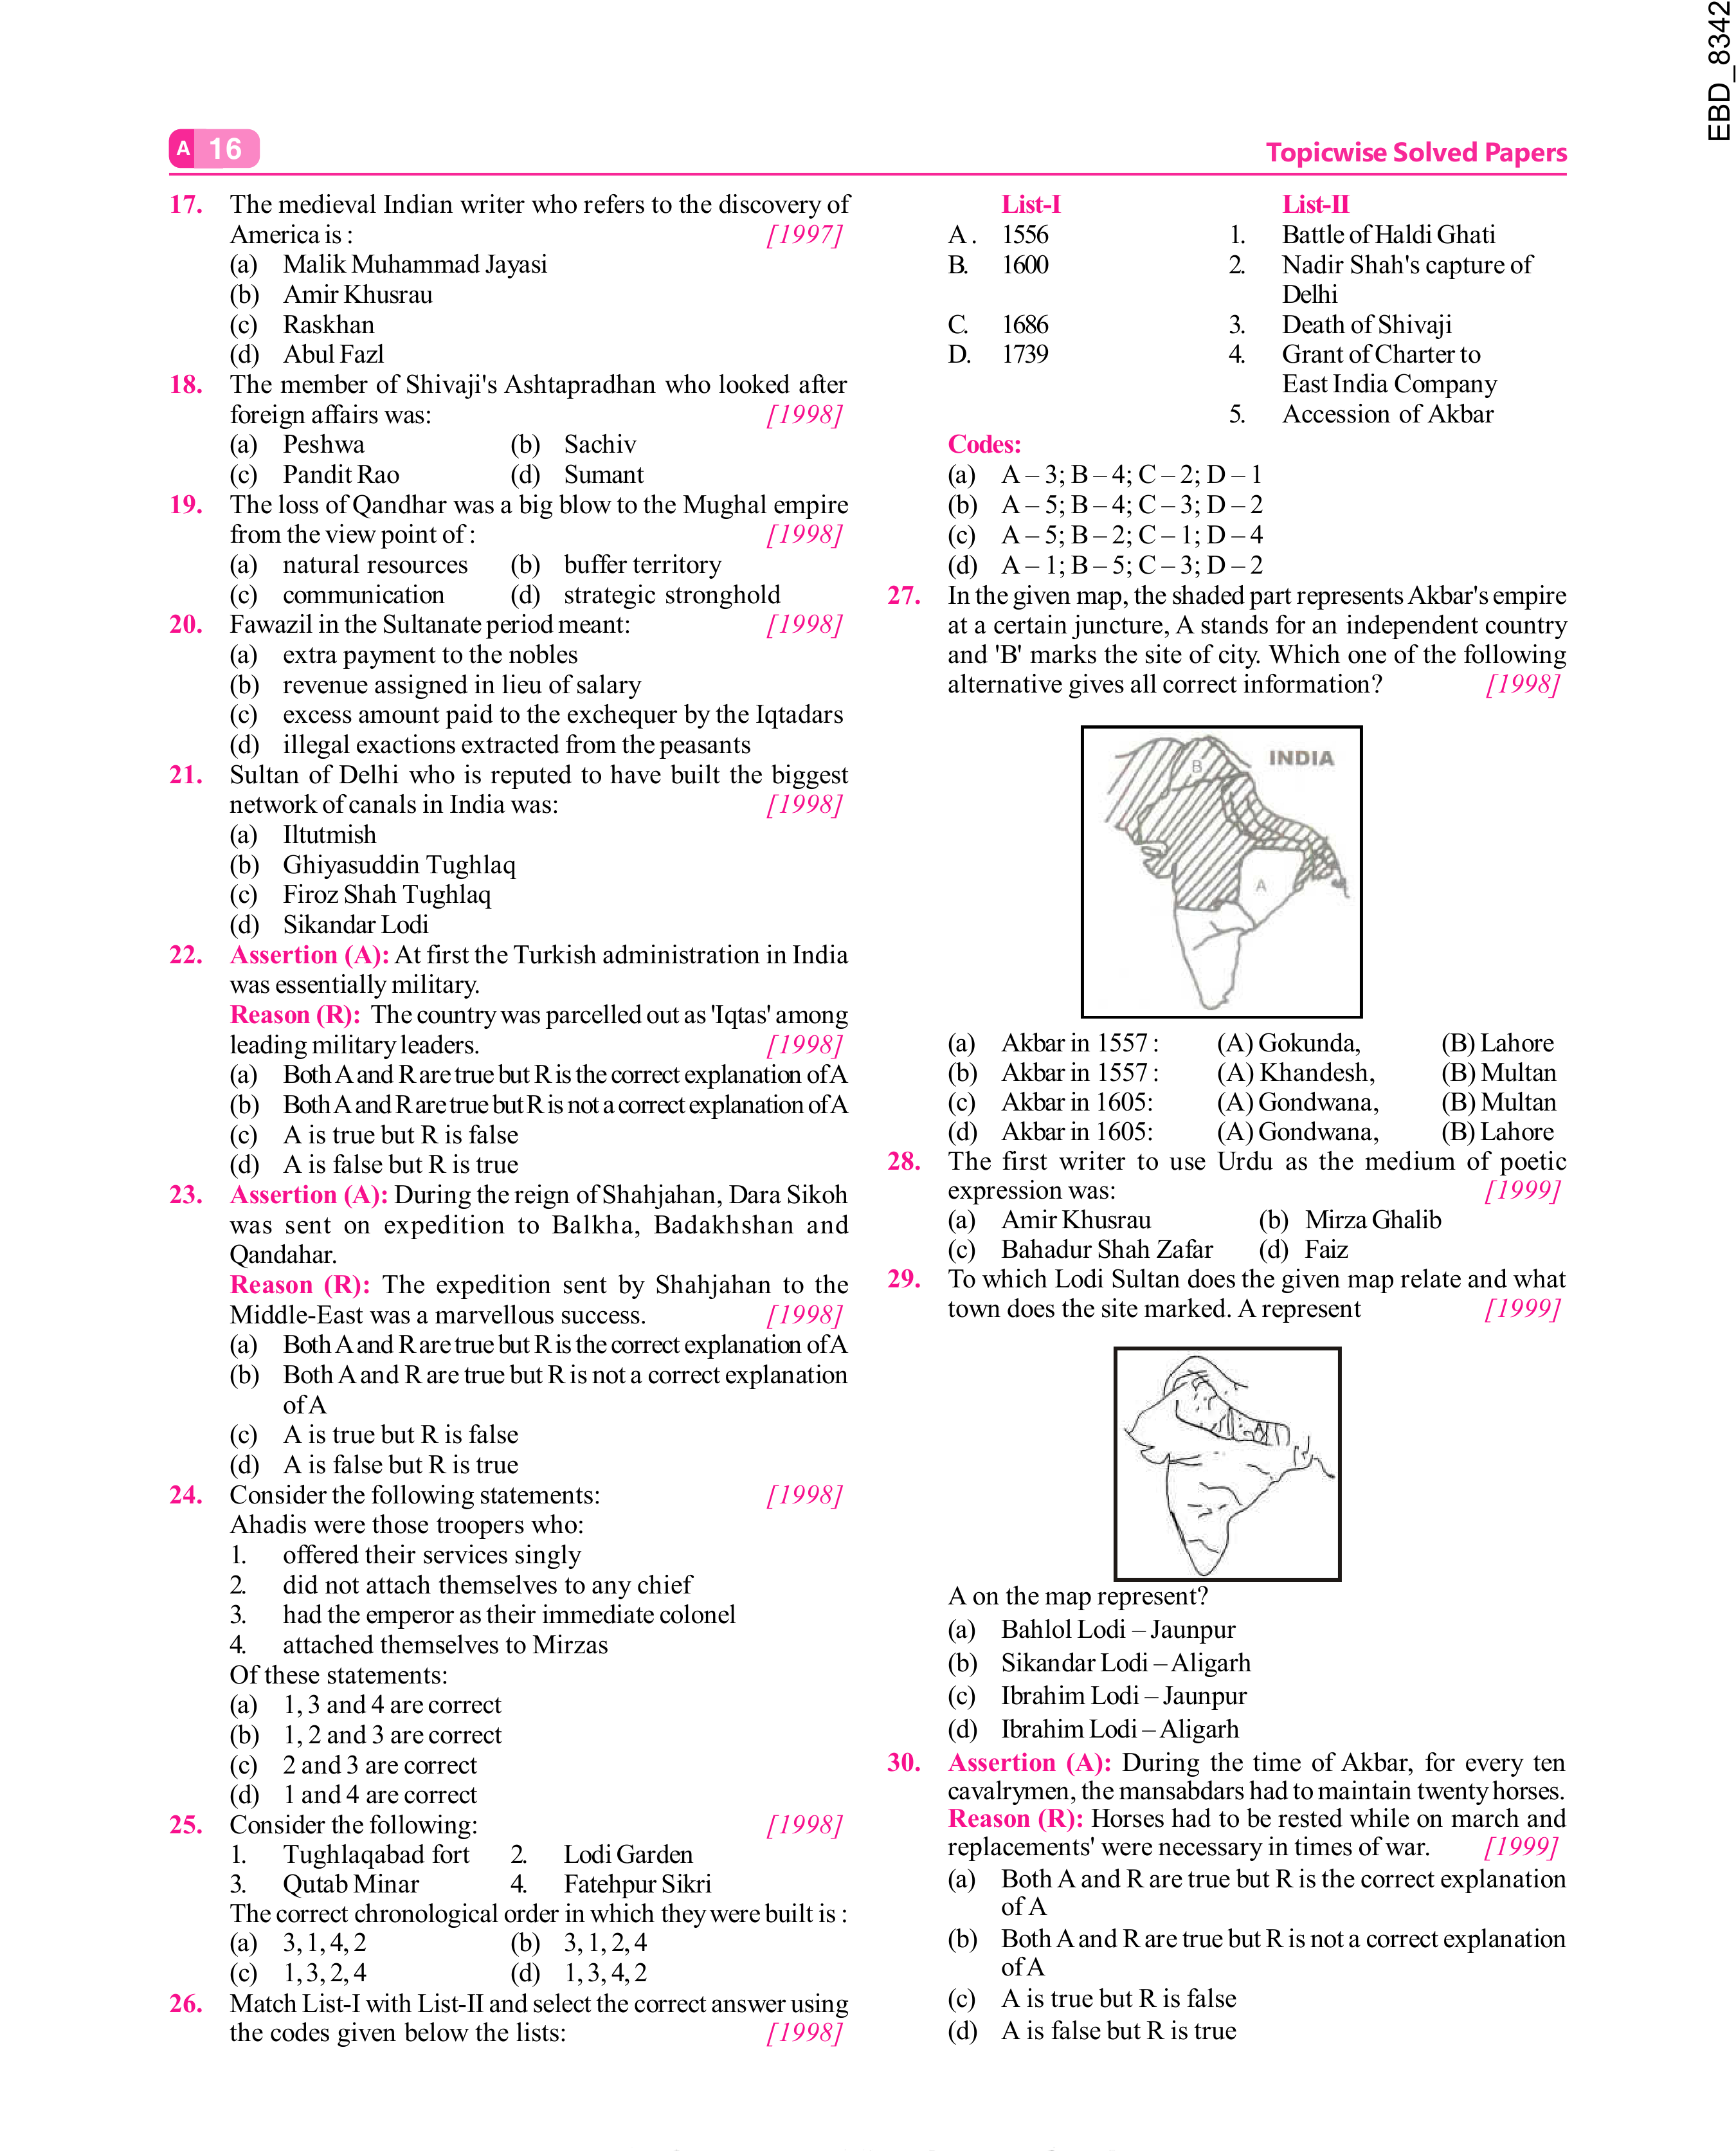 EBD_8342
A 16
Topicwise Solved Papers
17. The medieval Indian writer who refers to the discovery of
America is : [1997]
(a) Malik Muhammad Jayasi
(b) Amir Khusrau
(c) Raskhan
(d) Abul Fazl
18. The member of Shivaji's Ashtapradhan who looked after
foreign affairs was: [1998]
(a) Peshwa (b) Sachiv
(c) Pandit Rao (d) Sumant
19. The loss of Qandhar was a big blow to the Mughal empire
from the view point of : [1998]
(a) natural resources (b) buffer territory
(c) communication (d) strategic stronghold
20. Fawazil in the Sultanate period meant: [1998]
(a) extra payment to the nobles
(b) revenue assigned in lieu of salary
(c) excess amount paid to the exchequer by the Iqtadars
(d) illegal exactions extracted from the peasants
21. Sultan of Delhi who is reputed to have built the biggest
network of canals in India was: [1998]
(a) Iltutmish
(b) Ghiyasuddin Tughlaq
(c) Firoz Shah Tughlaq
(d) Sikandar Lodi
22. Assertion (A): At first the Turkish administration in India
was essentially military.
Reason (R): The country was parcelled out as 'Iqtas' among
leading military leaders. [1998]
(a) Both A and R are true but R is the correct explanation of A
(b) Both A and R are true but R is not a correct explanation of A
(c) A is true but R is false
(d) A is false but R is true
23. Assertion (A): During the reign of Shahjahan, Dara Sikoh
was sent on expedition to Balkha, Badakhshan and
Qandahar.
Reason (R): The expedition sent by Shahjahan to the
Middle-East was a marvellous success. [1998]
(a) Both A and R are true but R is the correct explanation of A
(b) Both A and R are true but R is not a correct explanation
of A
(c) A is true but R is false
(d) A is false but R is true
24. Consider the following statements: [1998]
Ahadis were those troopers who:
1. offered their services singly
2. did not attach themselves to any chief
3. had the emperor as their immediate colonel
4. attached themselves to Mirzas
Of these statements:
(a) 1, 3 and 4 are correct
(b) 1, 2 and 3 are correct
(c) 2 and 3 are correct
(d) 1 and 4 are correct
25. Consider the following: [1998]
1. Tughlaqabad fort 2. Lodi Garden
3. Qutab Minar 4. Fatehpur Sikri
The correct chronological order in which they were built is :
(a) 3, 1, 4, 2 (b) 3, 1, 2, 4
(c) 1, 3, 2, 4 (d) 1, 3, 4, 2
26. Match List-I with List-II and select the correct answer using
the codes given below the lists: [1998]
List-I List-II
A. 1556 1. Battle of Haldi Ghati
B. 1600 2. Nadir Shah's capture of
Delhi
C. 1686 3. Death of Shivaji
D. 1739 4. Grant of Charter to
East India Company
5. Accession of Akbar
Codes:
(a) A – 3; B – 4; C – 2; D – 1
(b) A – 5; B – 4; C – 3; D – 2
(c) A – 5; B – 2; C – 1; D – 4
(d) A – 1; B – 5; C – 3; D – 2
27. In the given map, the shaded part represents Akbar's empire
at a certain juncture, A stands for an independent country
and 'B' marks the site of city. Which one of the following
alternative gives all correct information? [1998]
INDIA
B
A
(a) Akbar in 1557 : (A) Gokunda, (B) Lahore
(b) Akbar in 1557 : (A) Khandesh, (B) Multan
(c) Akbar in 1605: (A) Gondwana, (B) Multan
(d) Akbar in 1605: (A) Gondwana, (B) Lahore
28. The first writer to use Urdu as the medium of poetic
expression was: [1999]
(a) Amir Khusrau (b) Mirza Ghalib
(c) Bahadur Shah Zafar (d) Faiz
29. To which Lodi Sultan does the given map relate and what
town does the site marked. A represent [1999]
A
A on the map represent?
(a) Bahlol Lodi – Jaunpur
(b) Sikandar Lodi – Aligarh
(c) Ibrahim Lodi – Jaunpur
(d) Ibrahim Lodi – Aligarh
30. Assertion (A): During the time of Akbar, for every ten
cavalrymen, the mansabdars had to maintain twenty horses.
Reason (R): Horses had to be rested while on march and
replacements' were necessary in times of war. [1999]
(a) Both A and R are true but R is the correct explanation
of A
(b) Both A and R are true but R is not a correct explanation
of A
(c) A is true but R is false
(d) A is false but R is true